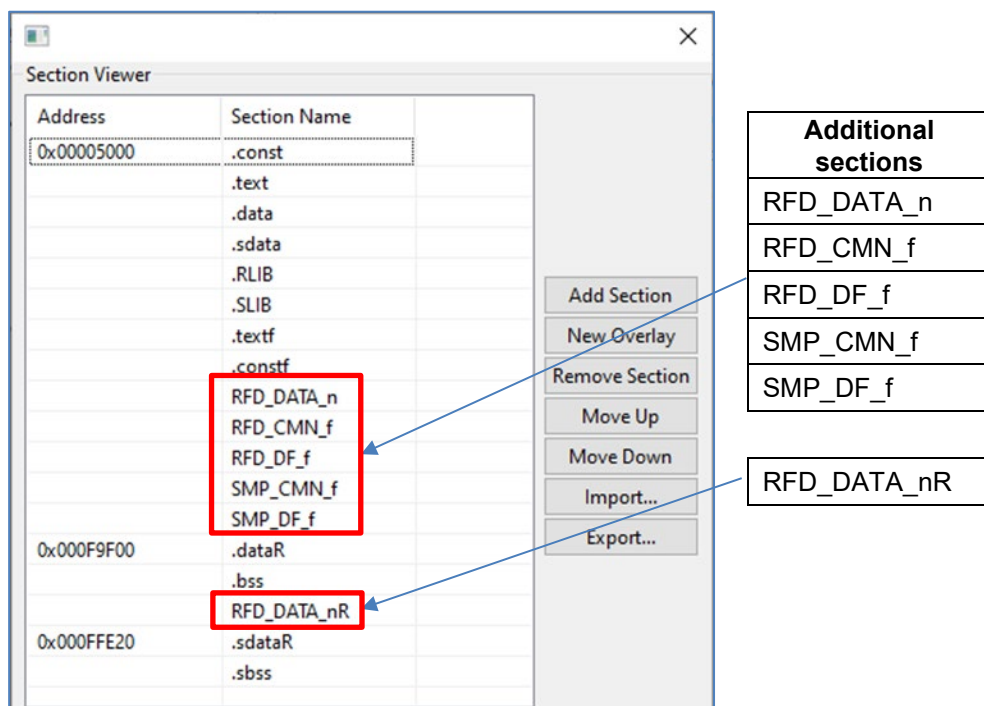 Section Viewer
Address Section Name
0x00005000 .const
.text
.data
.sdata
.RLIB
.SLIB
.textf
.constf
RFD_DATA_n
RFD_CMN_f
RFD_DF_f
SMP_CMN_f
SMP_DF_f
0x000F9F00 .dataR
.bss
RFD_DATA_nR
0x000FFE20 .sdataR
.sbss
Add Section
New Overlay
Remove Section
Move Up
Move Down
Import...
Export...
Additional
sections
RFD_DATA_n
RFD_CMN_f
RFD_DF_f
SMP_CMN_f
SMP_DF_f
RFD_DATA_nR